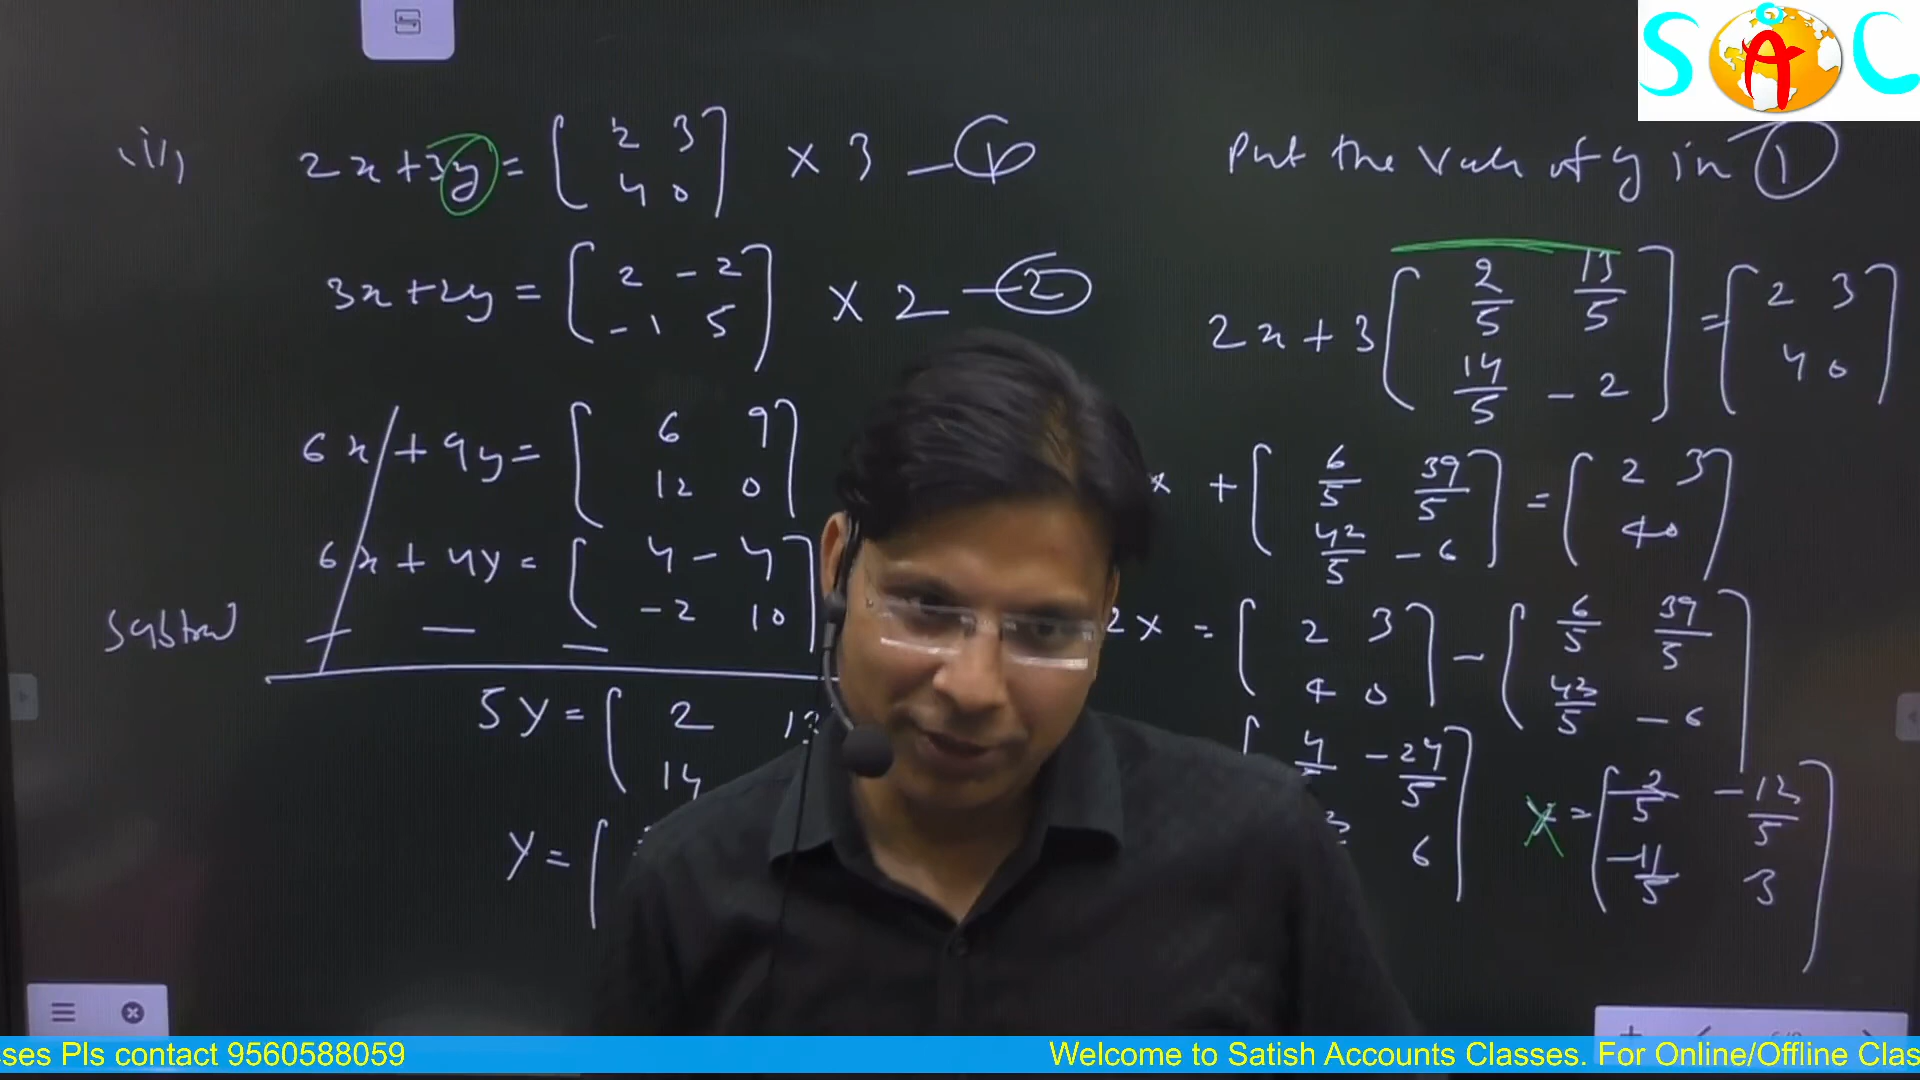 SAC
(ii) 2x+3y = [ 2 3 × 3 — ①
4 0 ]
3x+2y = [ 2 -2 × 2 — ②
-1 5 ]
6x + 9y = [ 6 9
12 0 ]
6x + 4y = [ 4 -4
-2 10 ]
— — —
5y = [ 2 13
14
y = [
Put the Value of y in ①
2x + 3 [ 2/5 13/5 = [ 2 3
14/5 -2 ] 4 0 ]
x + [ 6/5 39/5 = [ 2 3
42/5 -6 ] 4 0 ]
2x = [ 2 3 - [ 6/5 39/5
4 0 ] 42/5 -6 ]
[ 4 -24/5
6 ]
x = [ 2/5 -12/5
-11/5 3 ]
sses Pls contact 9560588059 Welcome to Satish Accounts Classes. For Online/Offline Clas